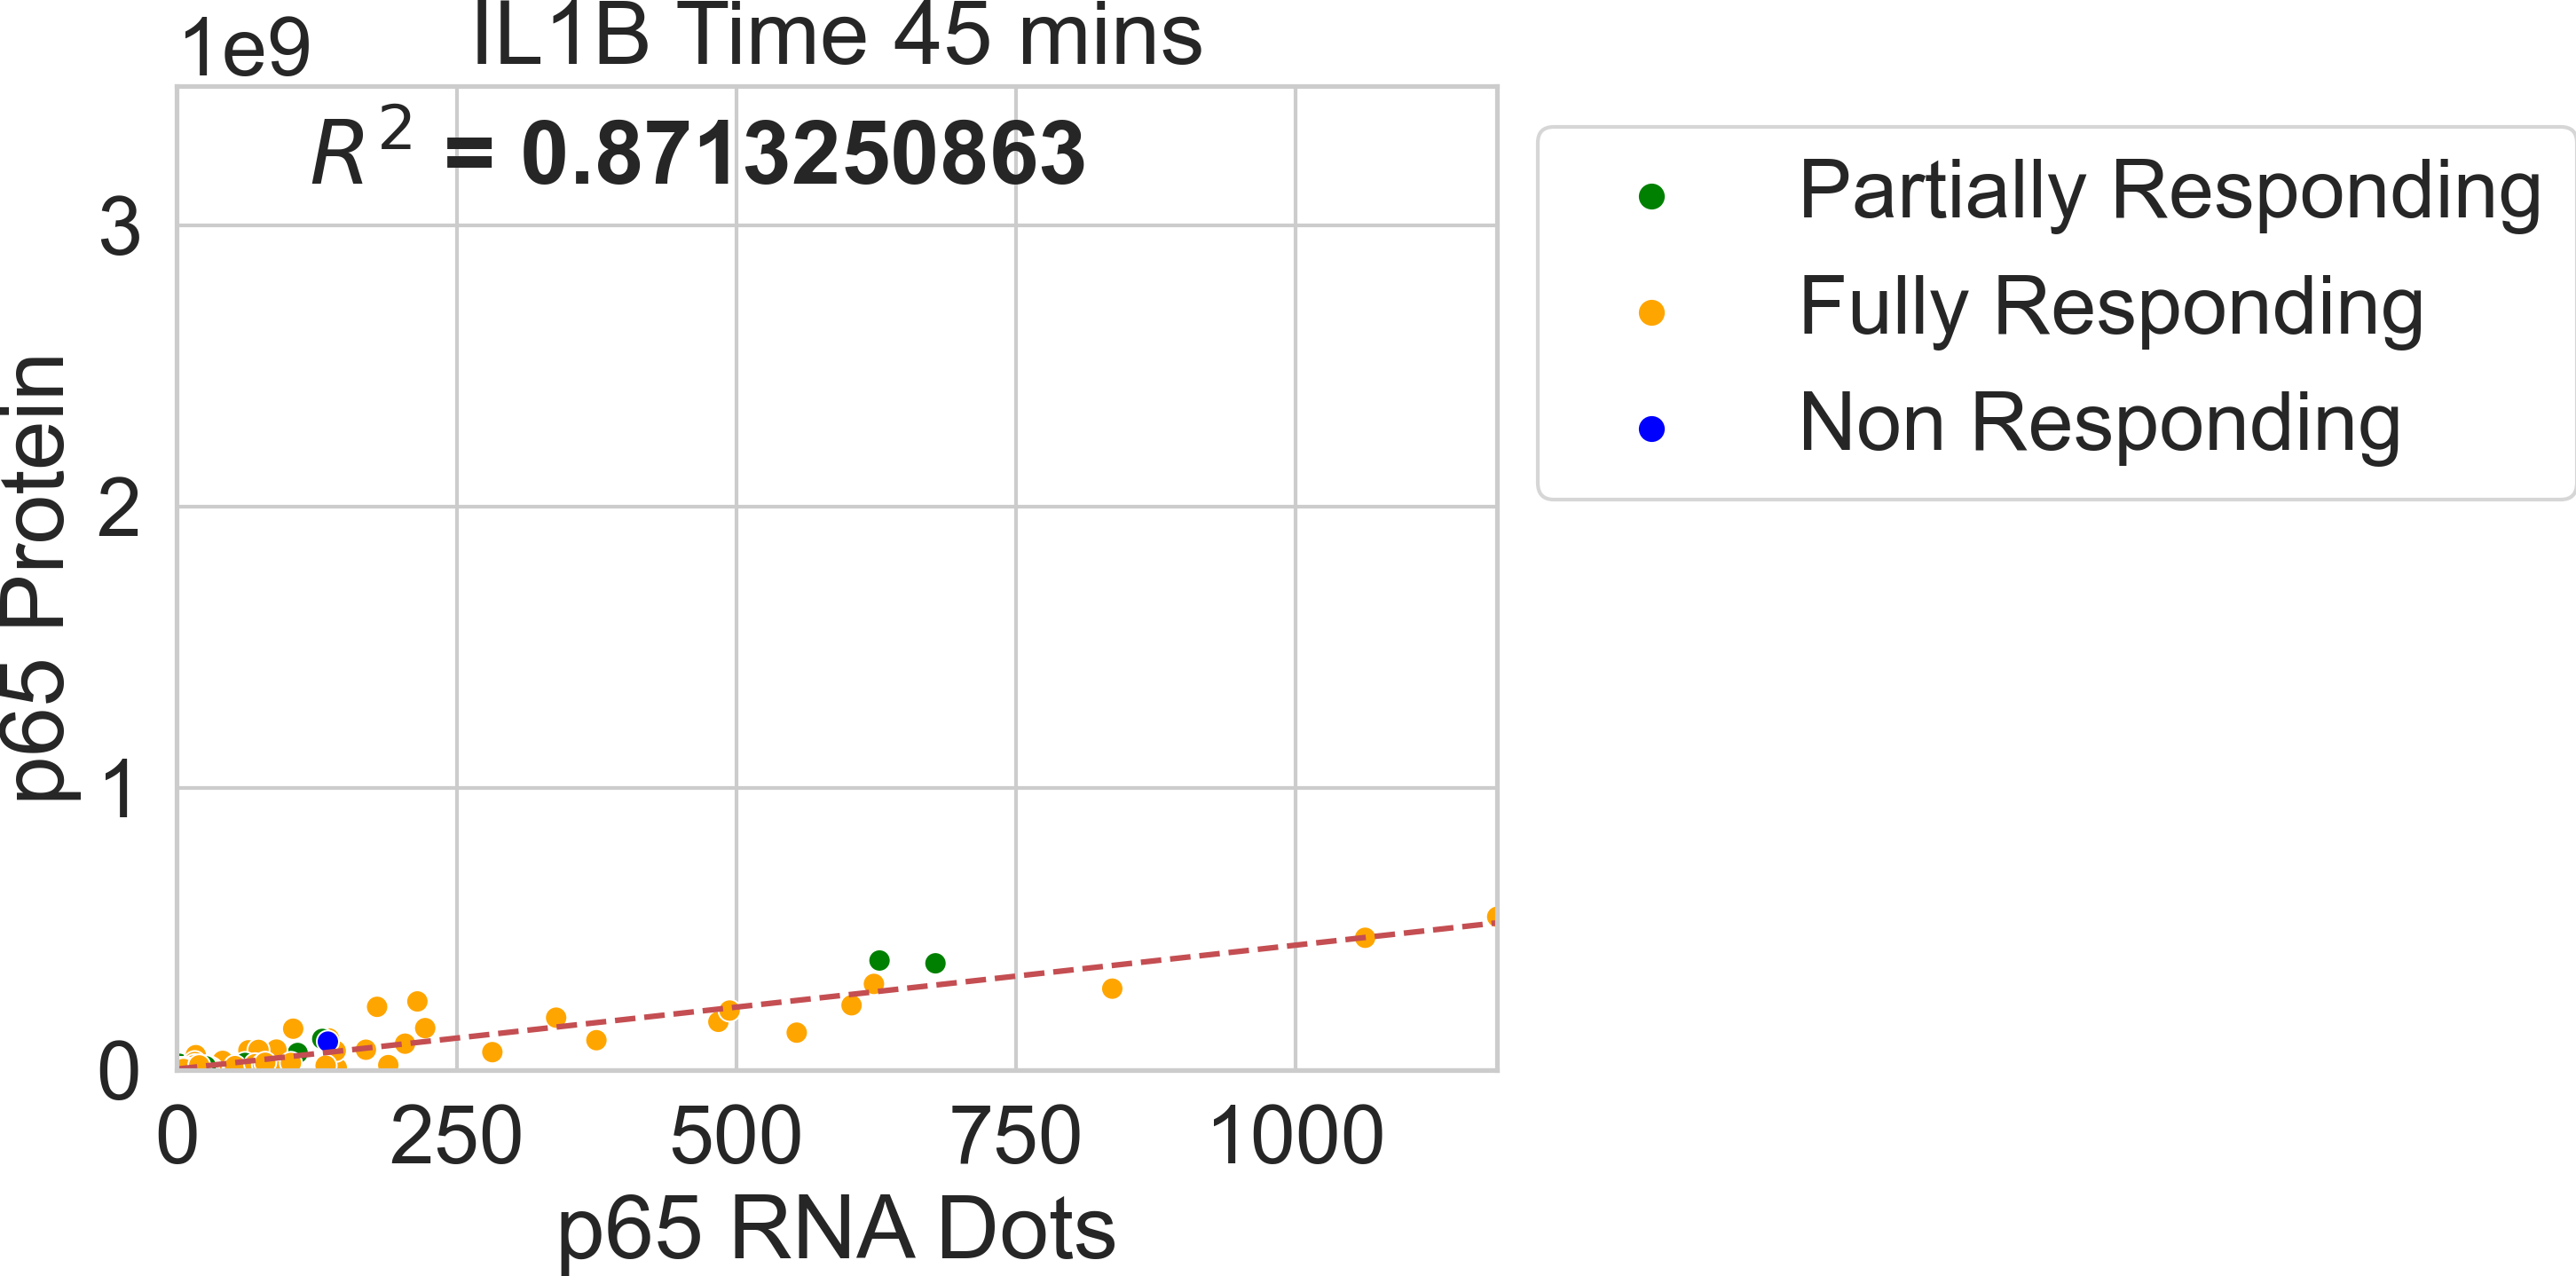 IL1B Time 45 mins
1e9
R² = 0.8713250863
3
2
1
0
p65 Protein
0 250 500 750 1000
p65 RNA Dots
Partially Responding
Fully Responding
Non Responding